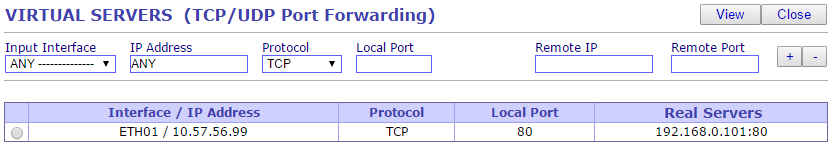 VIRTUAL SERVERS (TCP/UDP Port Forwarding) View Close
Input Interface IP Address Protocol Local Port Remote IP Remote Port
ANY -------------- ANY TCP + -
Interface / IP Address Protocol Local Port Real Servers
ETH01 / 10.57.56.99 TCP 80 192.168.0.101:80